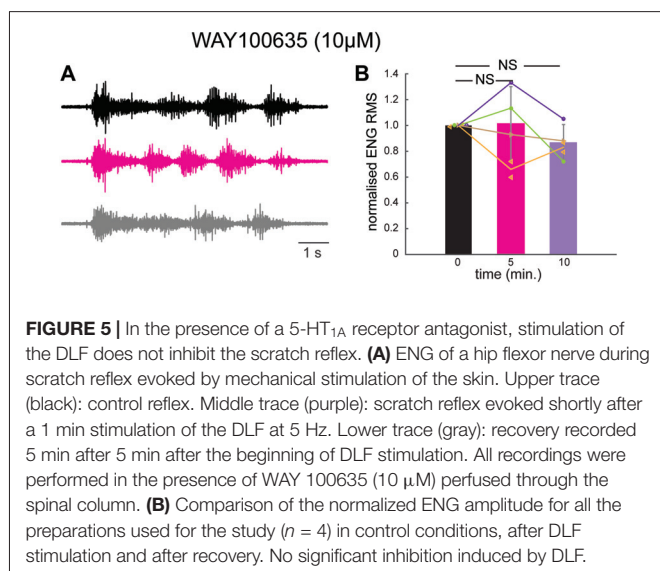 WAY100635 (10µM)
A
B
NS
NS
1.4
1.2
1.0
0.8
0.6
0.4
0.2
0
normalised ENG RMS
0 5 10
time (min.)
1 s
FIGURE 5 | In the presence of a 5-HT1A receptor antagonist, stimulation of
the DLF does not inhibit the scratch reflex. (A) ENG of a hip flexor nerve during
scratch reflex evoked by mechanical stimulation of the skin. Upper trace
(black): control reflex. Middle trace (purple): scratch reflex evoked shortly after
a 1 min stimulation of the DLF at 5 Hz. Lower trace (gray): recovery recorded
5 min after 5 min after the beginning of DLF stimulation. All recordings were
performed in the presence of WAY 100635 (10 µM) perfused through the
spinal column. (B) Comparison of the normalized ENG amplitude for all the
preparations used for the study (n = 4) in control conditions, after DLF
stimulation and after recovery. No significant inhibition induced by DLF.